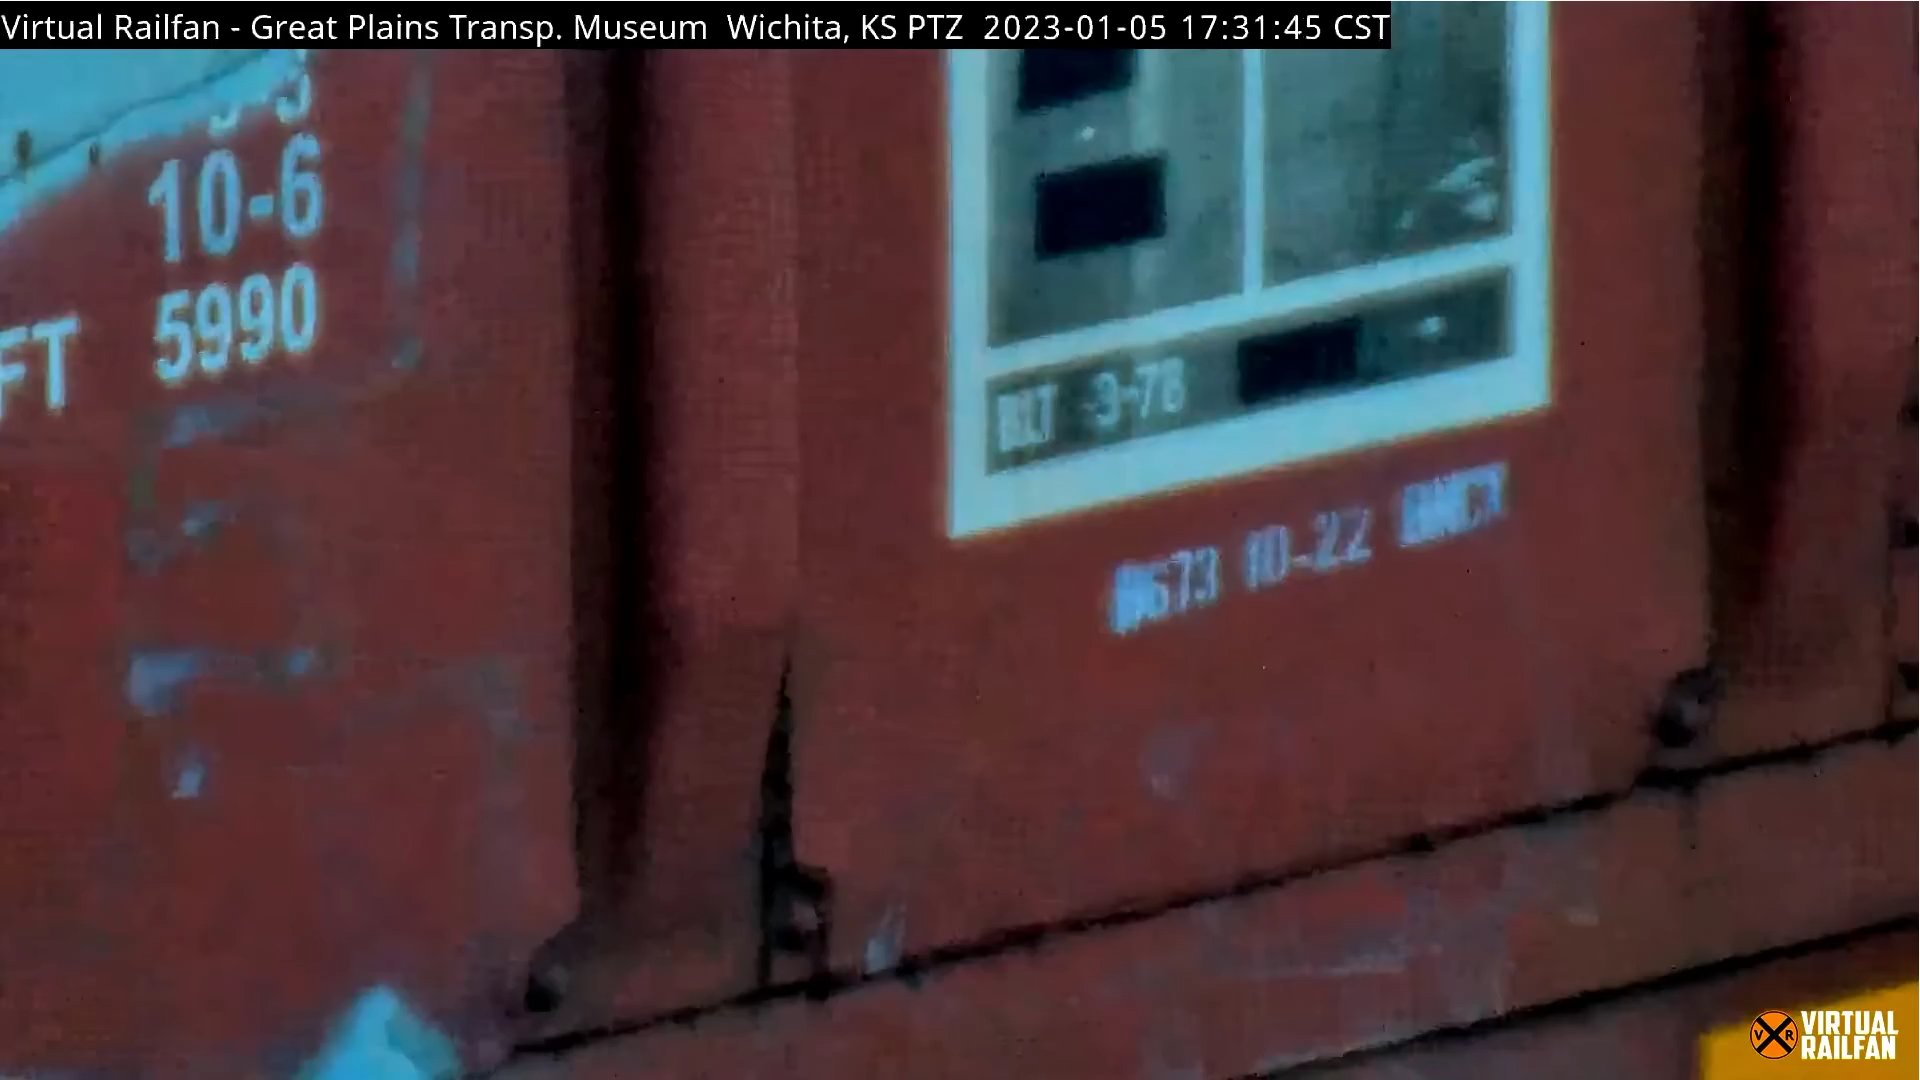 Virtual Railfan - Great Plains Transp. Museum Wichita, KS PTZ 2023-01-05 17:31:45 CST
10-6
FT 5990
BLT 3-78
10-22
VIRTUAL
RAILFAN